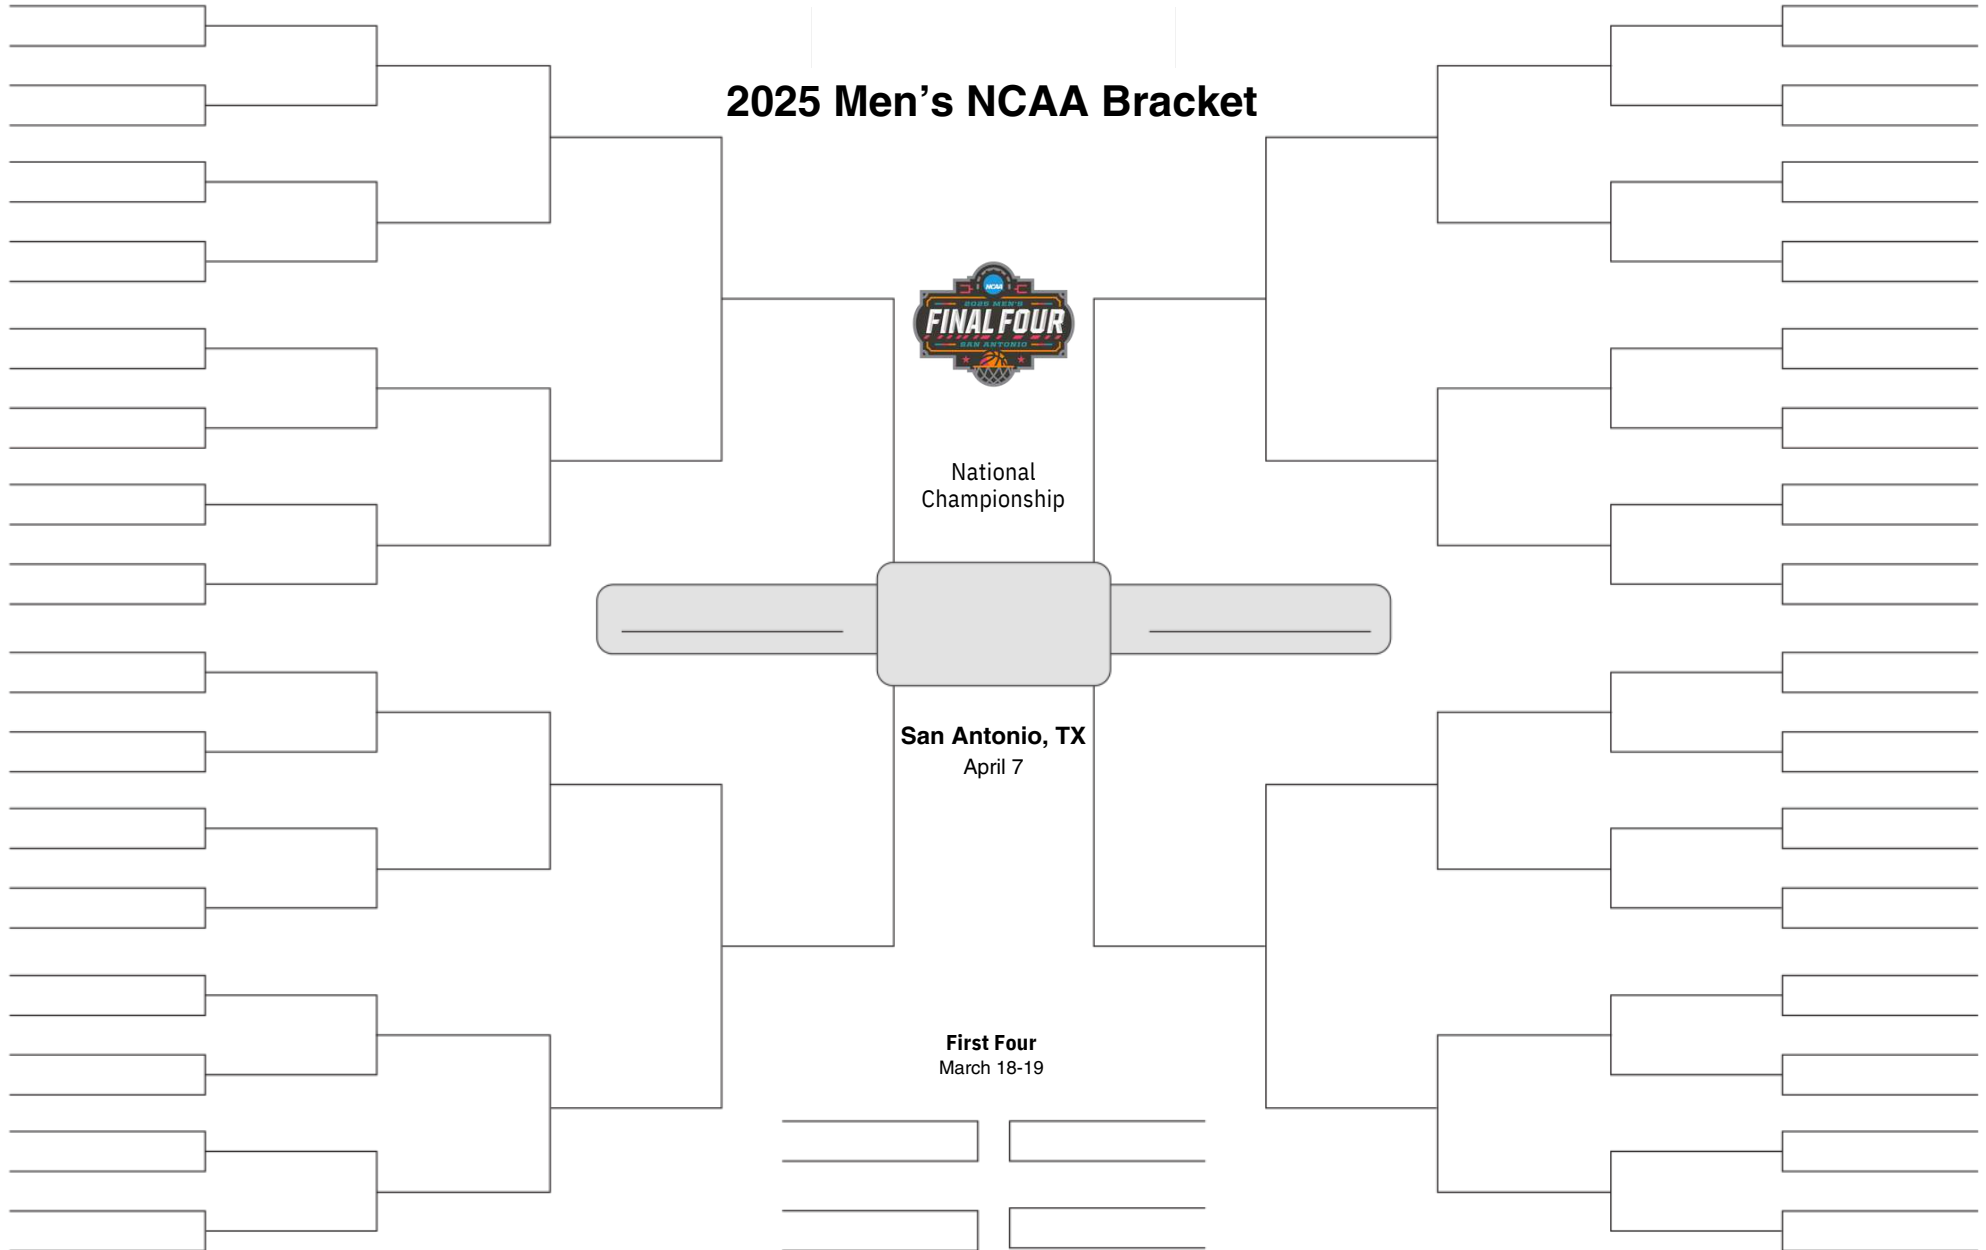 2025 Men’s NCAA Bracket
NCAA
2025 MEN'S
FINAL FOUR
SAN ANTONIO
National
Championship
San Antonio, TX
April 7
First Four
March 18-19